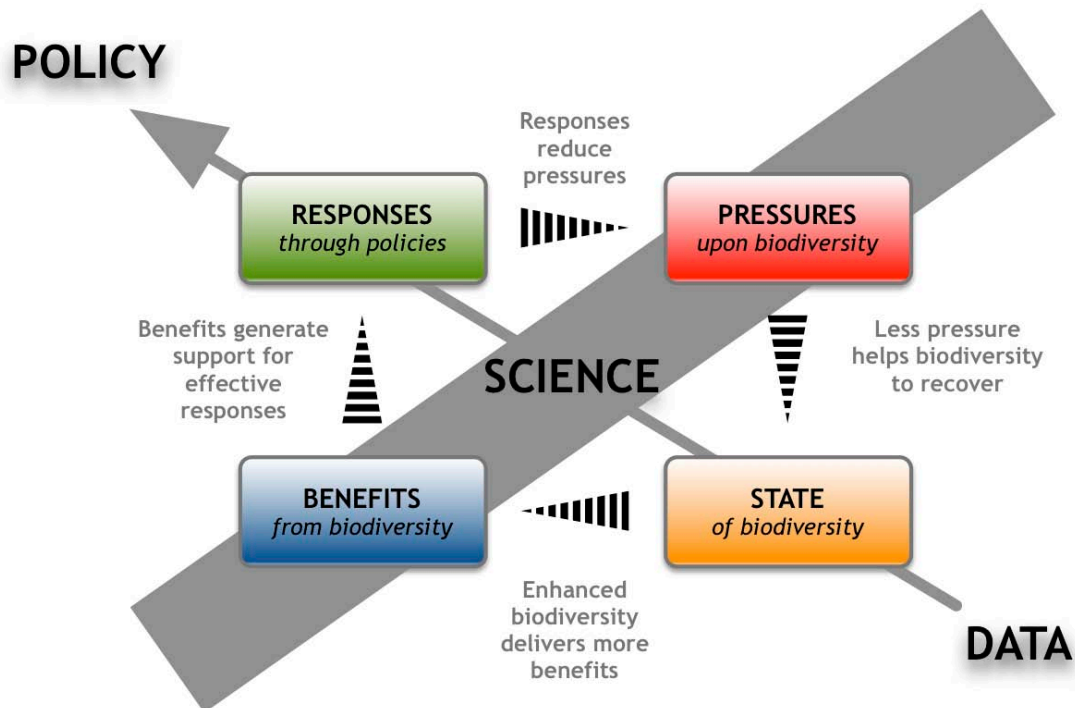 POLICY
Responses
reduce
pressures
RESPONSES
through policies
PRESSURES
upon biodiversity
Benefits generate
support for
effective
responses
SCIENCE
Less pressure
helps biodiversity
to recover
BENEFITS
from biodiversity
STATE
of biodiversity
Enhanced
biodiversity
delivers more
benefits
DATA